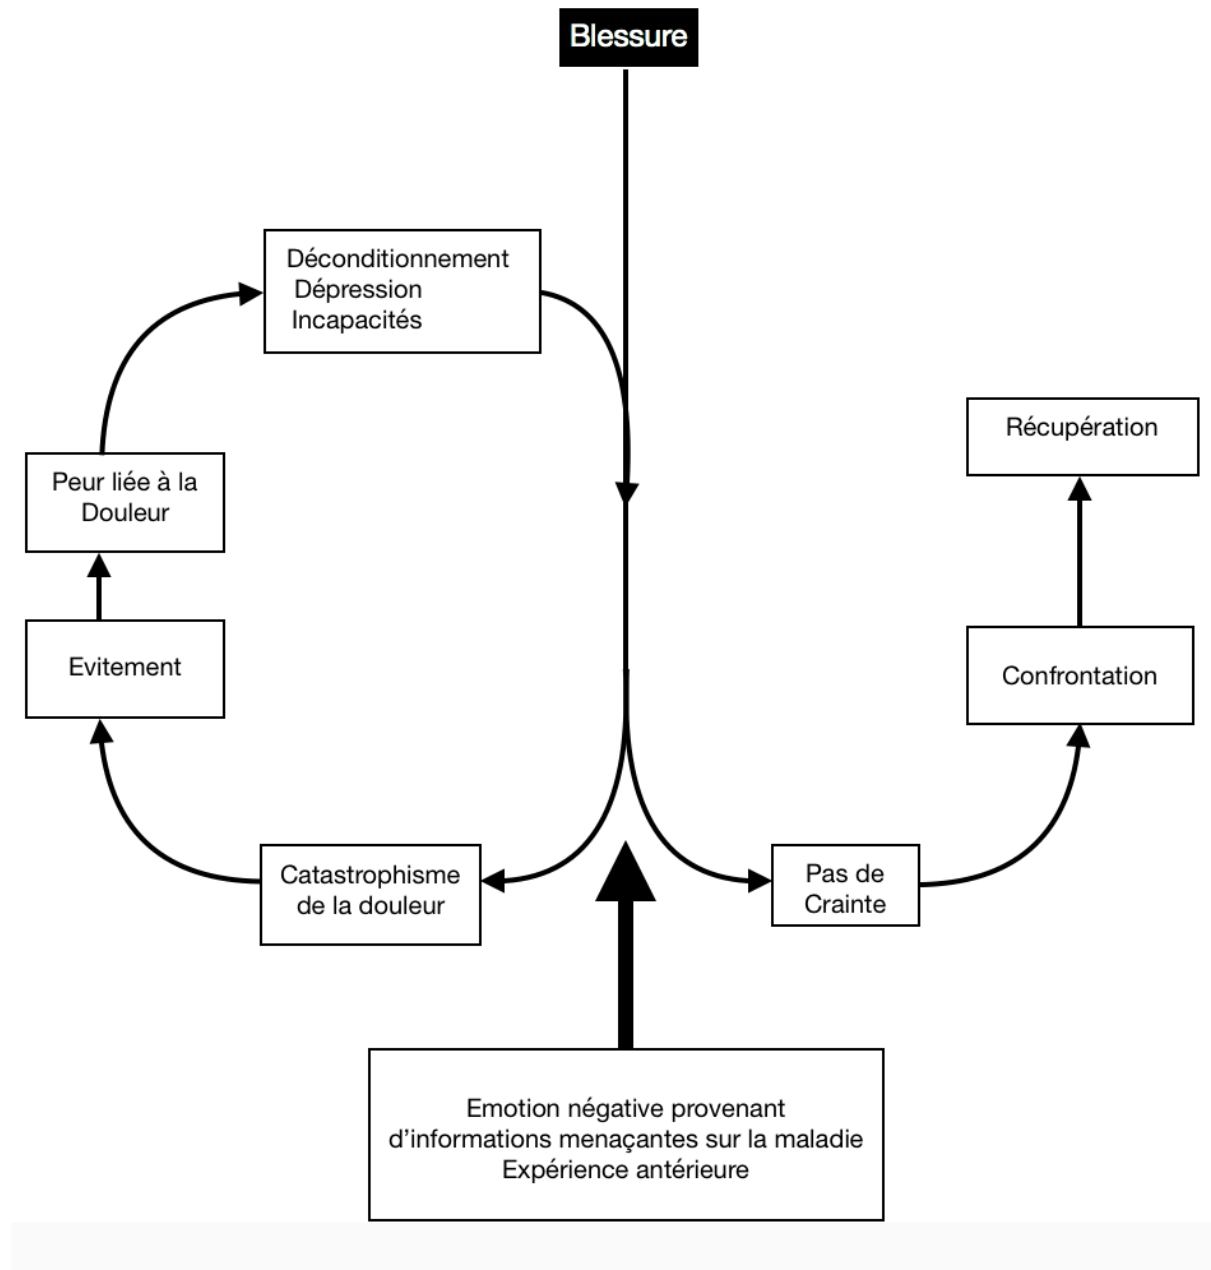 Blessure
Déconditionnement
Dépression
Incapacités
Récupération
Peur liée à la
Douleur
Evitement
Confrontation
Catastrophisme
de la douleur
Pas de
Crainte
Emotion négative provenant
d'informations menaçantes sur la maladie
Expérience antérieure